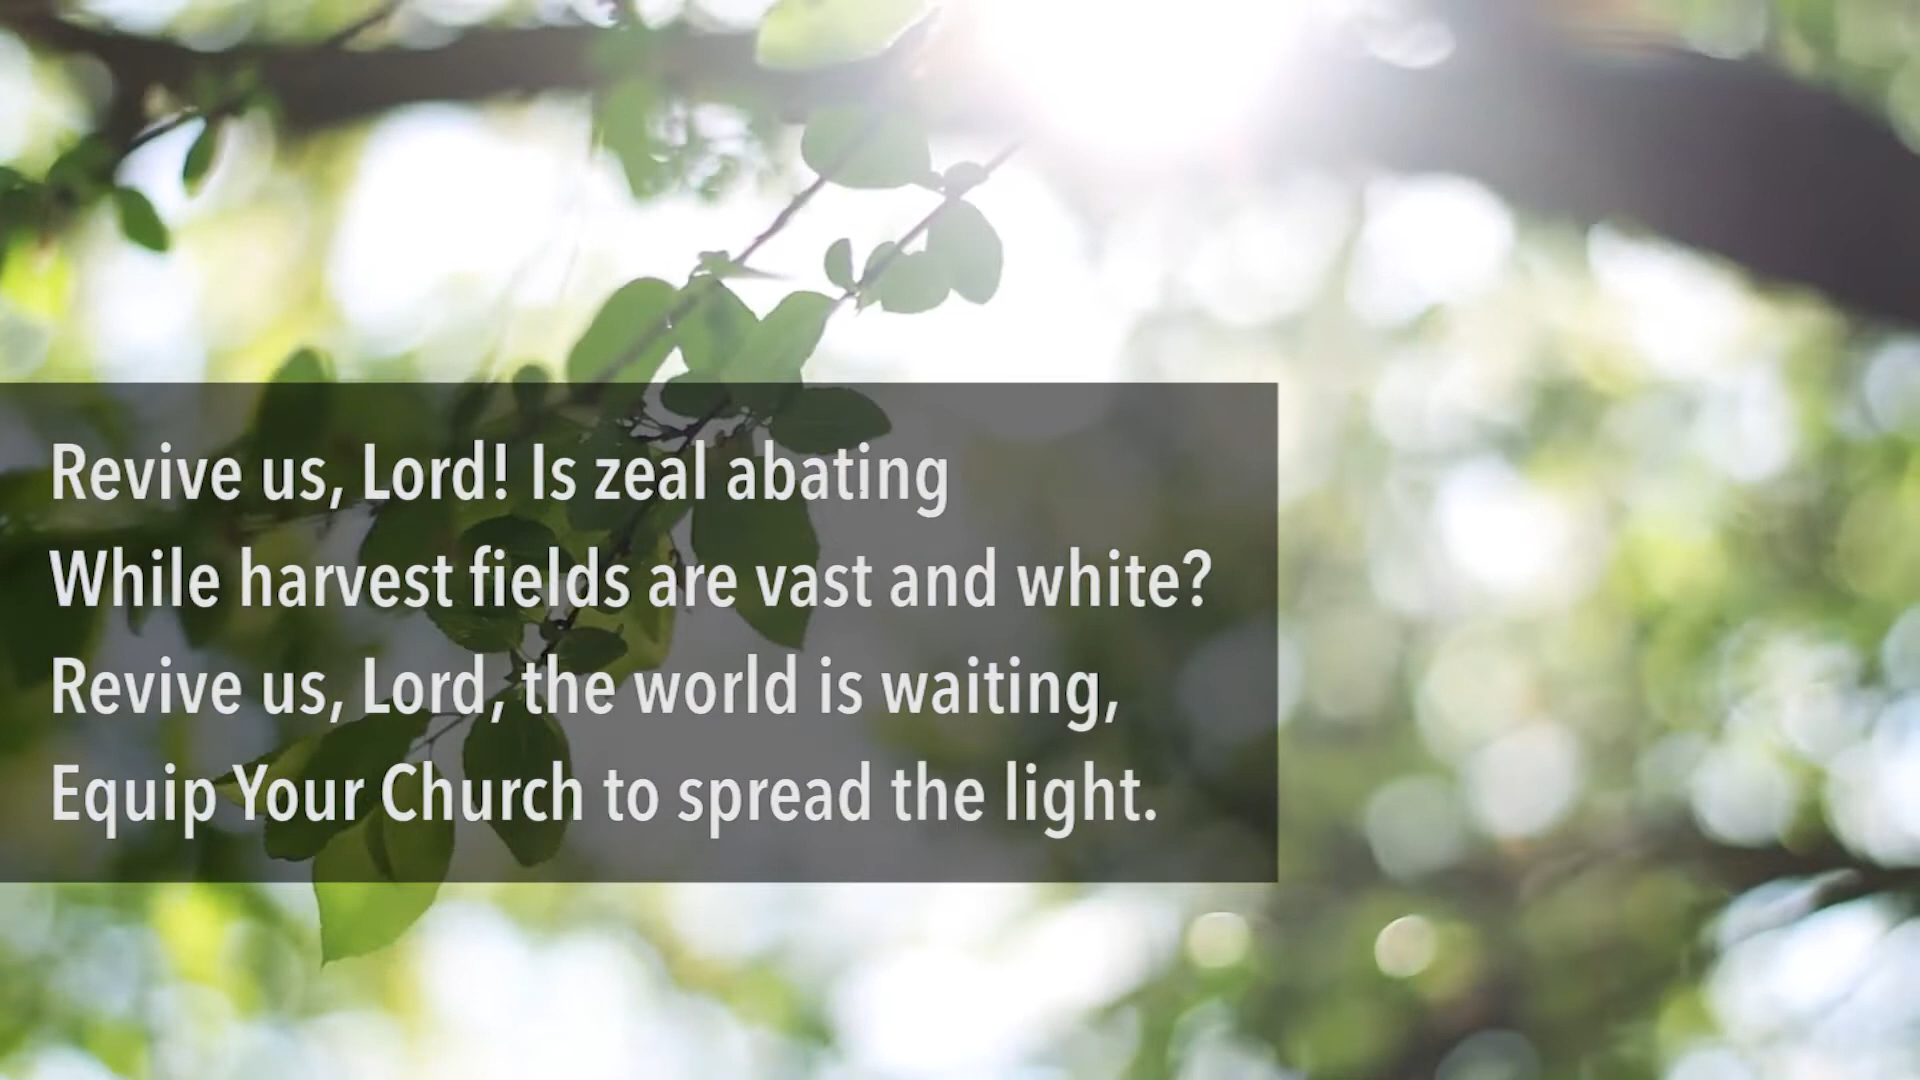 Revive us, Lord! Is zeal abating
While harvest fields are vast and white?
Revive us, Lord, the world is waiting,
Equip Your Church to spread the light.